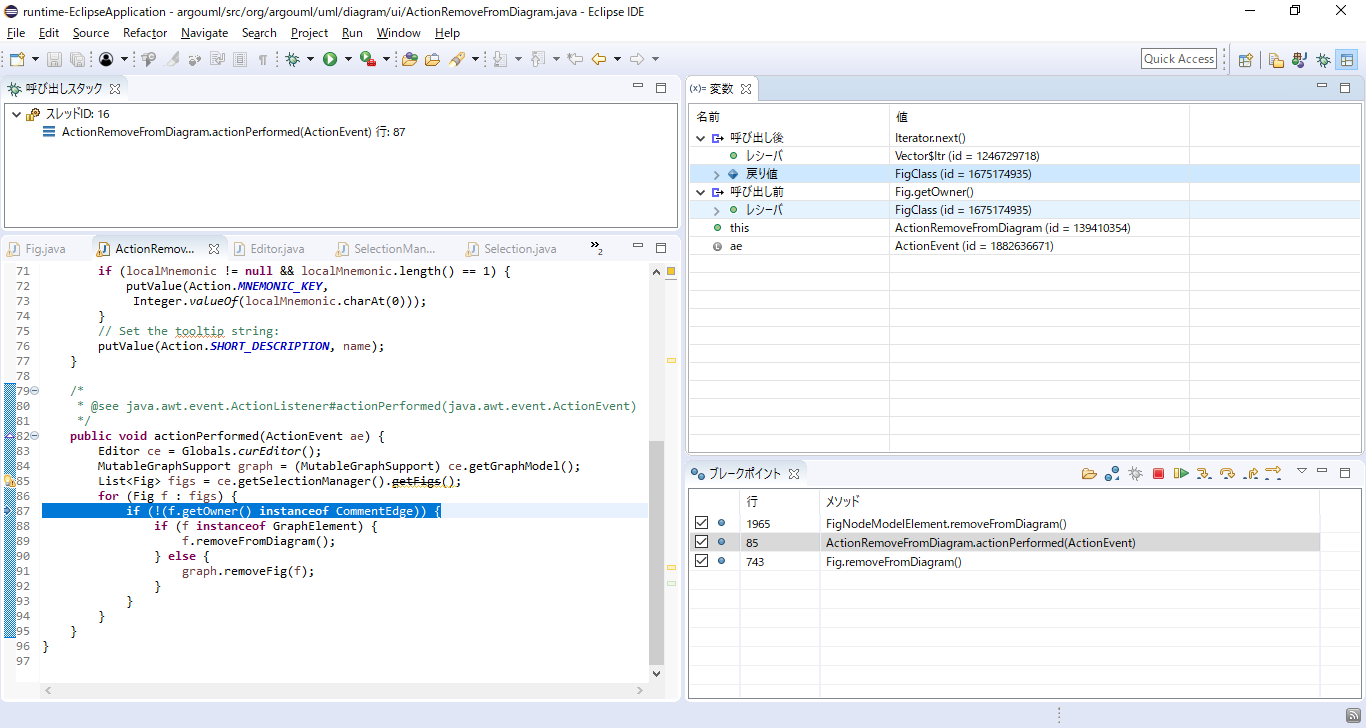 runtime-EclipseApplication - argouml/src/org/argouml/uml/diagram/ui/ActionRemoveFromDiagram.java - Eclipse IDE
File Edit Source Refactor Navigate Search Project Run Window Help
Quick Access
呼び出しスタック
スレッドID: 16
ActionRemoveFromDiagram.actionPerformed(ActionEvent) 行: 87
Fig.java ActionRemov... Editor.java SelectionMan... Selection.java »2
71 if (localMnemonic != null && localMnemonic.length() == 1) {
72 putValue(Action.MNEMONIC_KEY,
73 Integer.valueOf(localMnemonic.charAt(0)));
74 }
75 // Set the tooltip string:
76 putValue(Action.SHORT_DESCRIPTION, name);
77 }
78
79 /*
80 * @see java.awt.event.ActionListener#actionPerformed(java.awt.event.ActionEvent)
81 */
82 public void actionPerformed(ActionEvent ae) {
83 Editor ce = Globals.curEditor();
84 MutableGraphSupport graph = (MutableGraphSupport) ce.getGraphModel();
85 List<Fig> figs = ce.getSelectionManager().getFigs();
86 for (Fig f : figs) {
87 if (!(f.getOwner() instanceof CommentEdge)) {
88 if (f instanceof GraphElement) {
89 f.removeFromDiagram();
90 } else {
91 graph.removeFig(f);
92 }
93 }
94 }
95 }
96 }
97
(x)= 変数
名前 値
呼び出し後 Iterator.next()
レシーバ Vector$Itr (id = 1246729718)
戻り値 FigClass (id = 1675174935)
呼び出し前 Fig.getOwner()
レシーバ FigClass (id = 1675174935)
this ActionRemoveFromDiagram (id = 139410354)
ae ActionEvent (id = 1882636671)
ブレークポイント
行 メソッド
1965 FigNodeModelElement.removeFromDiagram()
85 ActionRemoveFromDiagram.actionPerformed(ActionEvent)
743 Fig.removeFromDiagram()